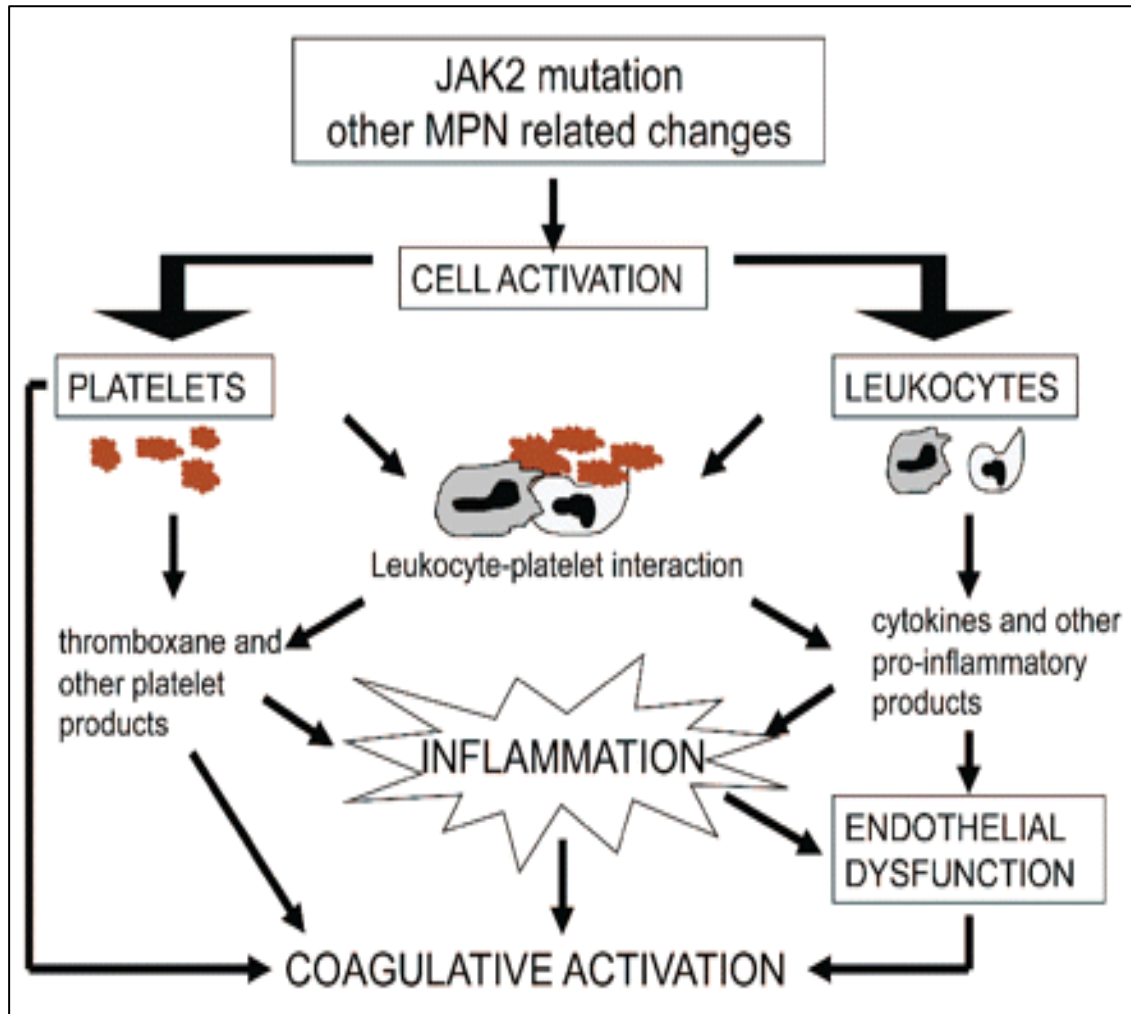 JAK2 mutation
other MPN related changes
CELL ACTIVATION
PLATELETS
LEUKOCYTES
Leukocyte-platelet interaction
thromboxane and
other platelet
products
cytokines and other
pro-inflammatory
products
INFLAMMATION
ENDOTHELIAL
DYSFUNCTION
COAGULATIVE ACTIVATION